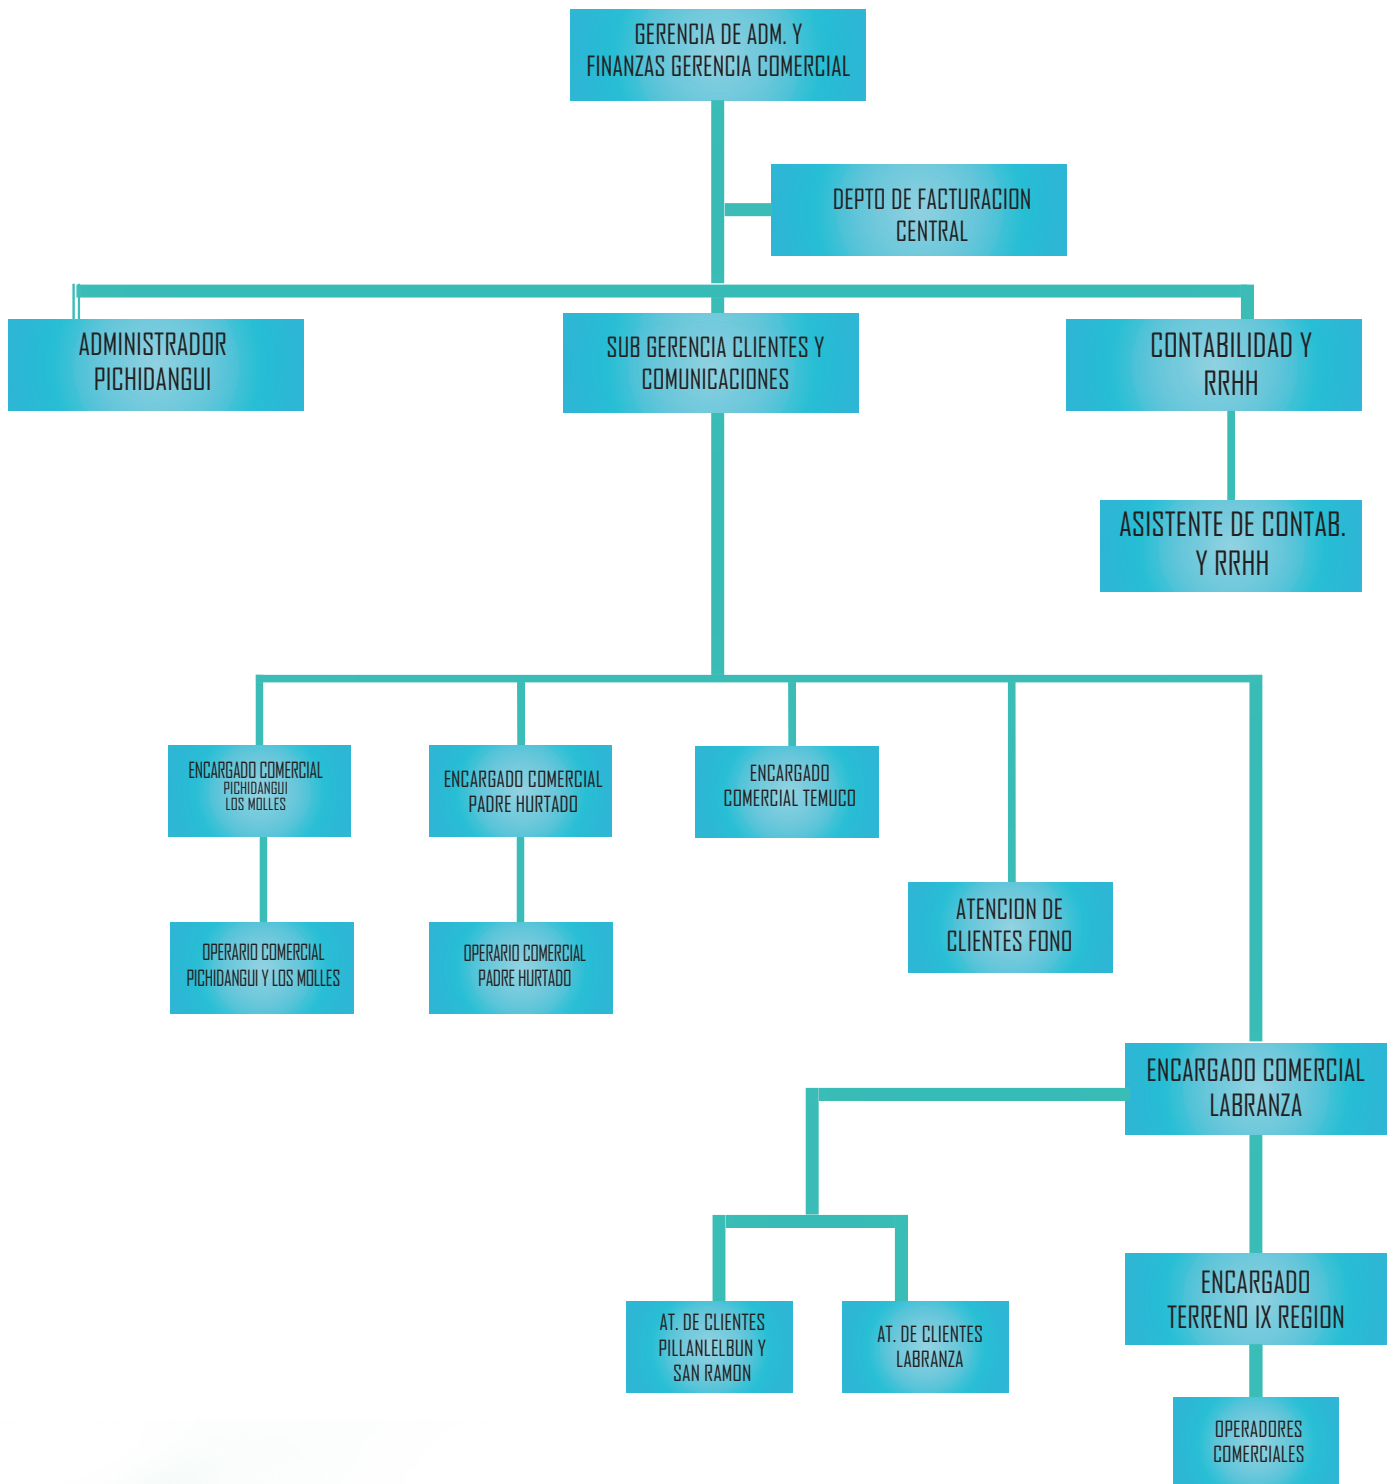 GERENCIA DE ADM. Y
FINANZAS GERENCIA COMERCIAL
DEPTO DE FACTURACION
CENTRAL
ADMINISTRADOR
PICHIDANGUI
SUB GERENCIA CLIENTES Y
COMUNICACIONES
CONTABILIDAD Y
RRHH
ASISTENTE DE CONTAB.
Y RRHH
ENCARGADO COMERCIAL
PICHIDANGUI
LOS MOLLES
ENCARGADO COMERCIAL
PADRE HURTADO
ENCARGADO
COMERCIAL TEMUCO
ATENCION DE
CLIENTES FONO
OPERARIO COMERCIAL
PICHIDANGUI Y LOS MOLLES
OPERARIO COMERCIAL
PADRE HURTADO
ENCARGADO COMERCIAL
LABRANZA
ENCARGADO
TERRENO IX REGION
AT. DE CLIENTES
PILLANLELBUN Y
SAN RAMON
AT. DE CLIENTES
LABRANZA
OPERADORES
COMERCIALES